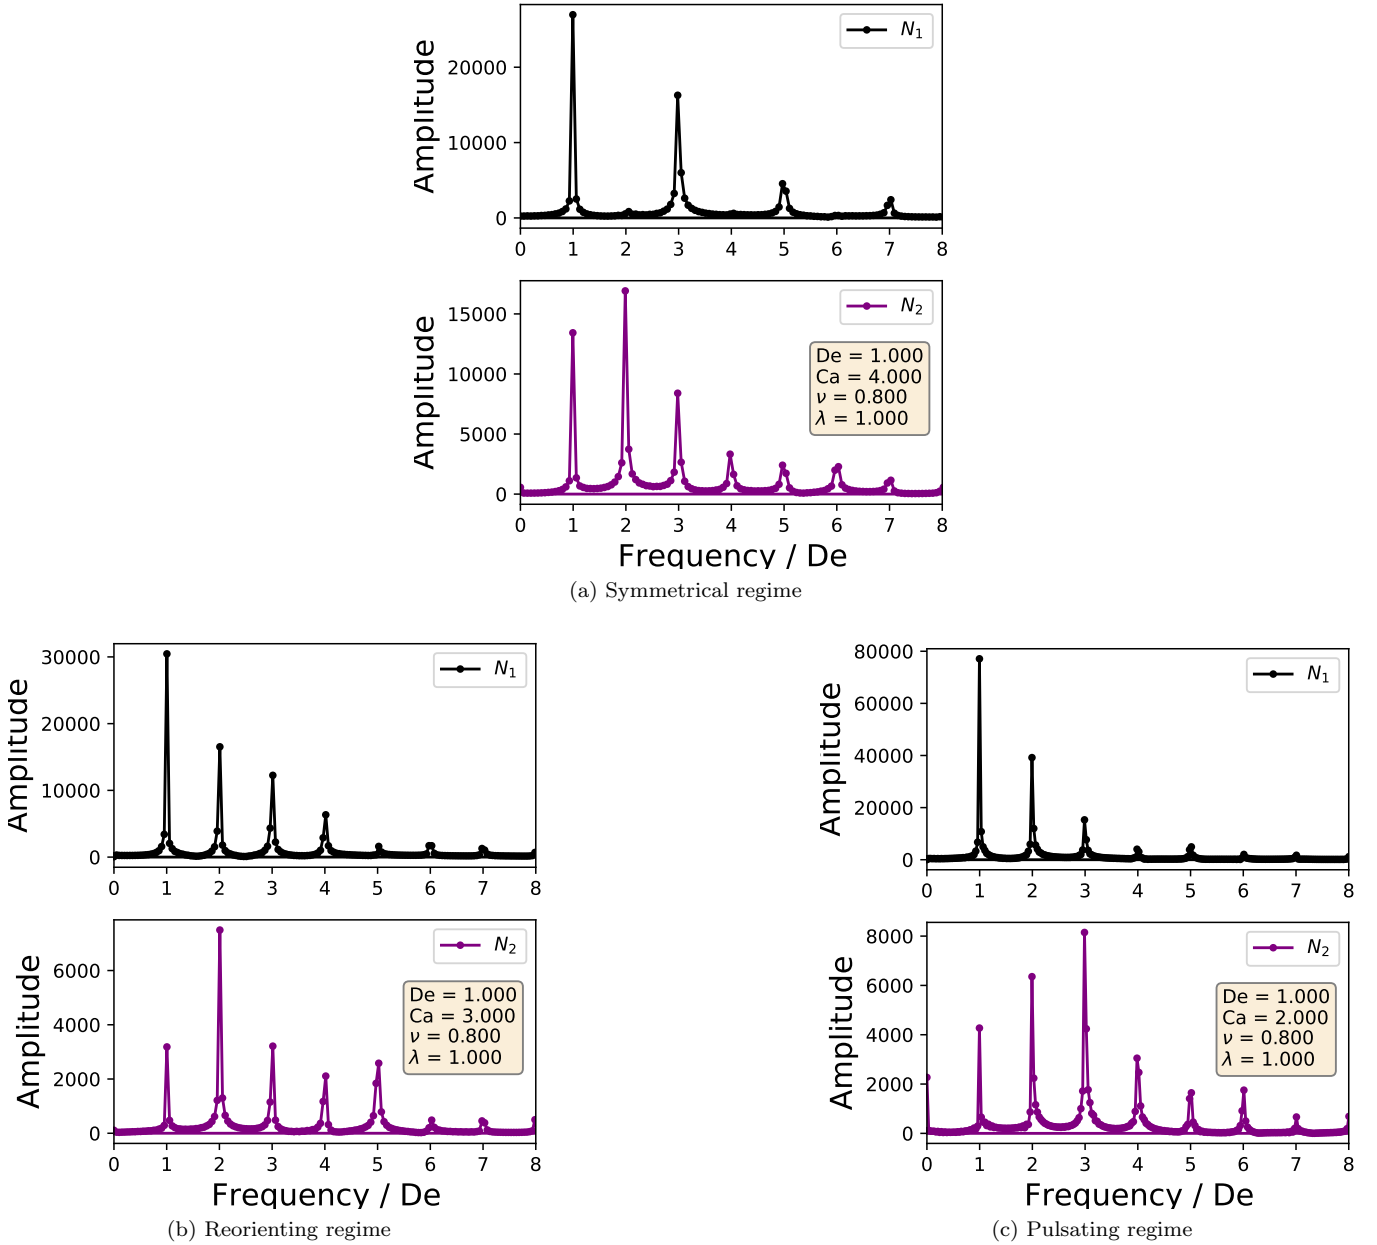 N₁
Amplitude
20000
10000
0
0 1 2 3 4 5 6 7 8
N₂
Amplitude
15000
10000
5000
0
De = 1.000
Ca = 4.000
ν = 0.800
λ = 1.000
0 1 2 3 4 5 6 7 8
Frequency / De
(a) Symmetrical regime
N₁
Amplitude
30000
20000
10000
0
0 1 2 3 4 5 6 7 8
N₂
Amplitude
6000
4000
2000
0
De = 1.000
Ca = 3.000
ν = 0.800
λ = 1.000
0 1 2 3 4 5 6 7 8
Frequency / De
(b) Reorienting regime
N₁
Amplitude
80000
60000
40000
20000
0
0 1 2 3 4 5 6 7 8
N₂
Amplitude
8000
6000
4000
2000
0
De = 1.000
Ca = 2.000
ν = 0.800
λ = 1.000
0 1 2 3 4 5 6 7 8
Frequency / De
(c) Pulsating regime